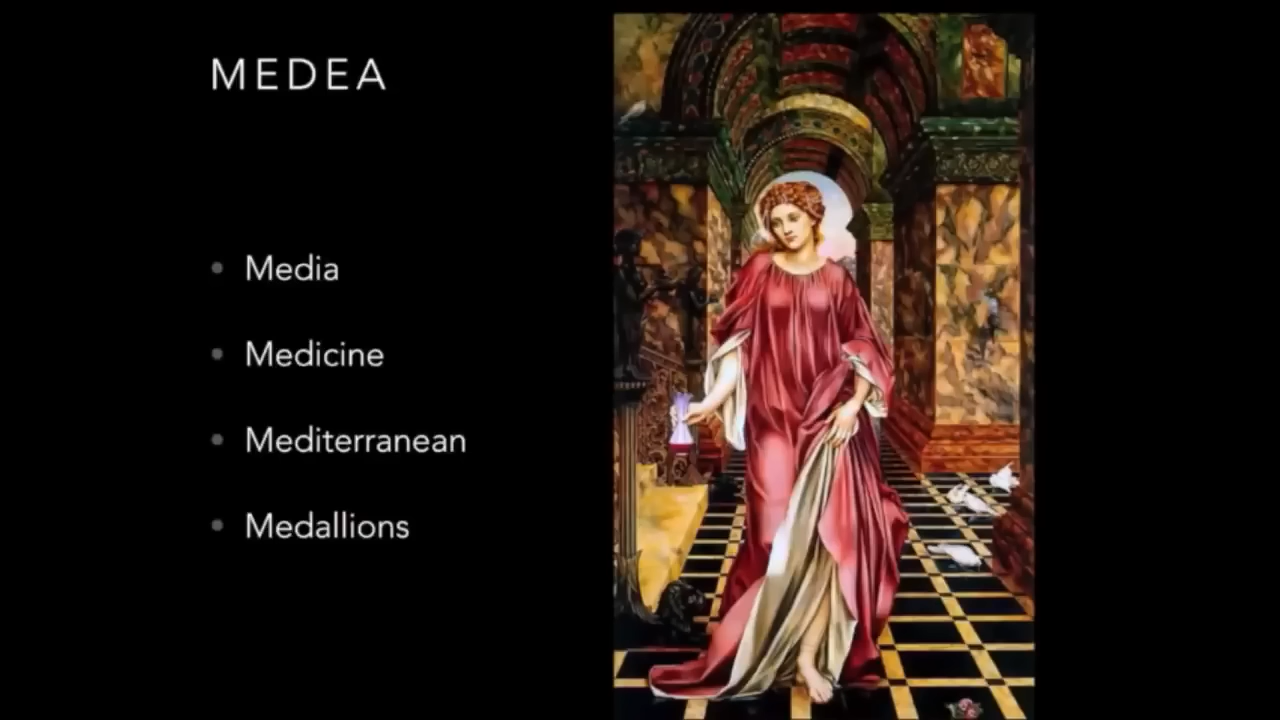 MEDEA
• Media
• Medicine
• Mediterranean
• Medallions